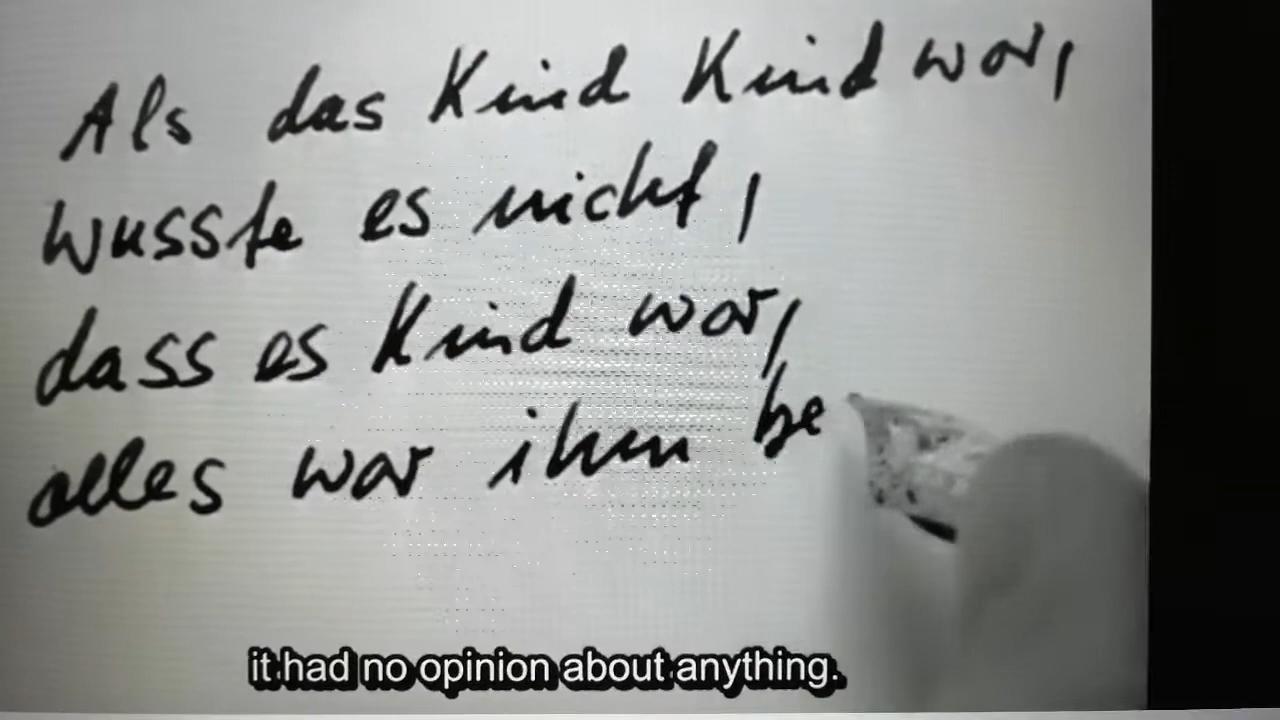 Als das Kind Kind war,
wusste es nicht,
dass es Kind war,
alles war ihm be
it had no opinion about anything.